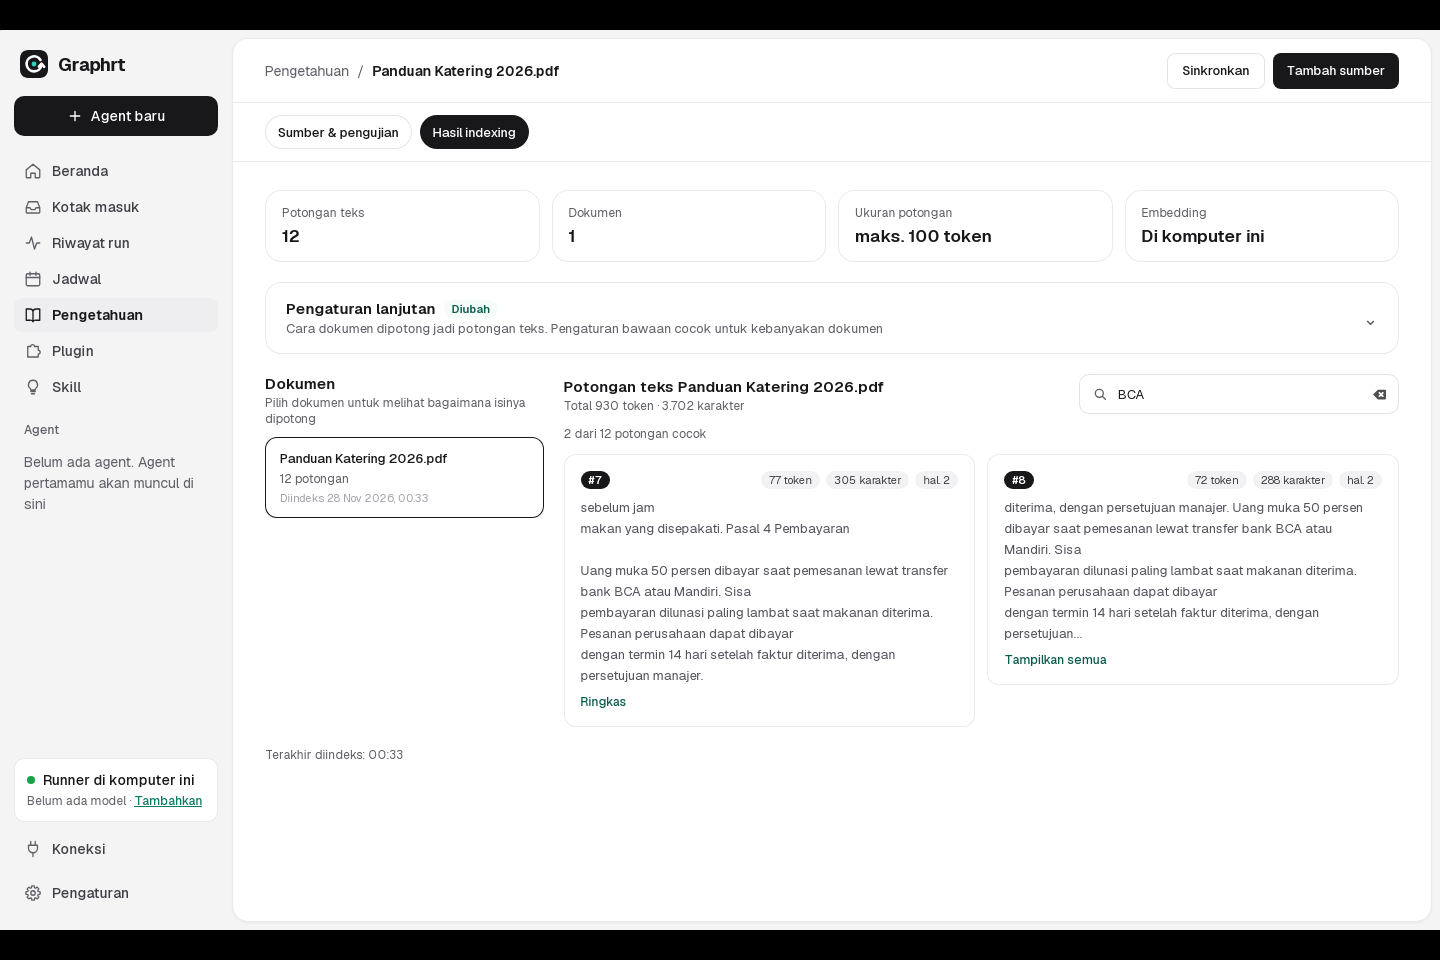 Graphrt
Agent baru
Beranda
Kotak masuk
Riwayat run
Jadwal
Pengetahuan
Plugin
Skill
Agent
Belum ada agent. Agent
pertamamu akan muncul di
sini
Runner di komputer ini
Belum ada model · Tambahkan
Koneksi
Pengaturan
Pengetahuan / Panduan Katering 2026.pdf
Sinkronkan
Tambah sumber
Sumber & pengujian
Hasil indexing
Potongan teks
12
Dokumen
1
Ukuran potongan
maks. 100 token
Embedding
Di komputer ini
Pengaturan lanjutan Diubah
Cara dokumen dipotong jadi potongan teks. Pengaturan bawaan cocok untuk kebanyakan dokumen
Dokumen
Pilih dokumen untuk melihat bagaimana isinya
dipotong
Panduan Katering 2026.pdf
12 potongan
Diindeks 28 Nov 2026, 00.33
Potongan teks Panduan Katering 2026.pdf
Total 930 token · 3.702 karakter
BCA
2 dari 12 potongan cocok
#7 77 token 305 karakter hal. 2
sebelum jam
makan yang disepakati. Pasal 4 Pembayaran
Uang muka 50 persen dibayar saat pemesanan lewat transfer
bank BCA atau Mandiri. Sisa
pembayaran dilunasi paling lambat saat makanan diterima.
Pesanan perusahaan dapat dibayar
dengan termin 14 hari setelah faktur diterima, dengan
persetujuan manajer.
Ringkas
#8 72 token 288 karakter hal. 2
diterima, dengan persetujuan manajer. Uang muka 50 persen
dibayar saat pemesanan lewat transfer bank BCA atau
Mandiri. Sisa
pembayaran dilunasi paling lambat saat makanan diterima.
Pesanan perusahaan dapat dibayar
dengan termin 14 hari setelah faktur diterima, dengan
persetujuan...
Tampilkan semua
Terakhir diindeks: 00:33